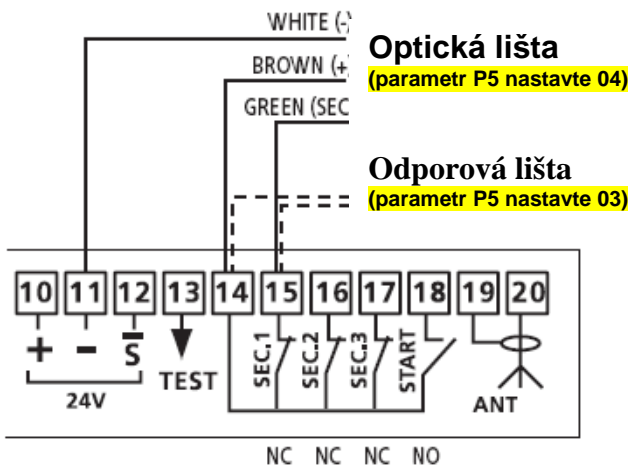 WHITE (-)
Optická lišta
BROWN (+)
(parametr P5 nastavte 04)
GREEN (SEC
Odporová lišta
(parametr P5 nastavte 03)
10 11 12 13 14 15 16 17 18 19 20
+ - S
24V
TEST
SEC.1
SEC.2
SEC.3
START
ANT
NC NC NC NO